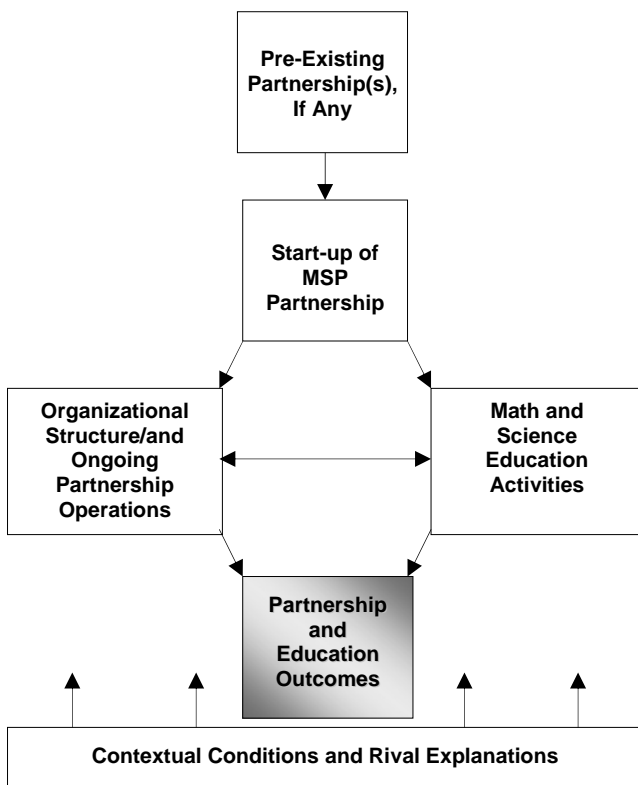 Pre-Existing
Partnership(s),
If Any
Start-up of
MSP
Partnership
Organizational
Structure/and
Ongoing
Partnership
Operations
Math and
Science
Education
Activities
Partnership
and
Education
Outcomes
Contextual Conditions and Rival Explanations